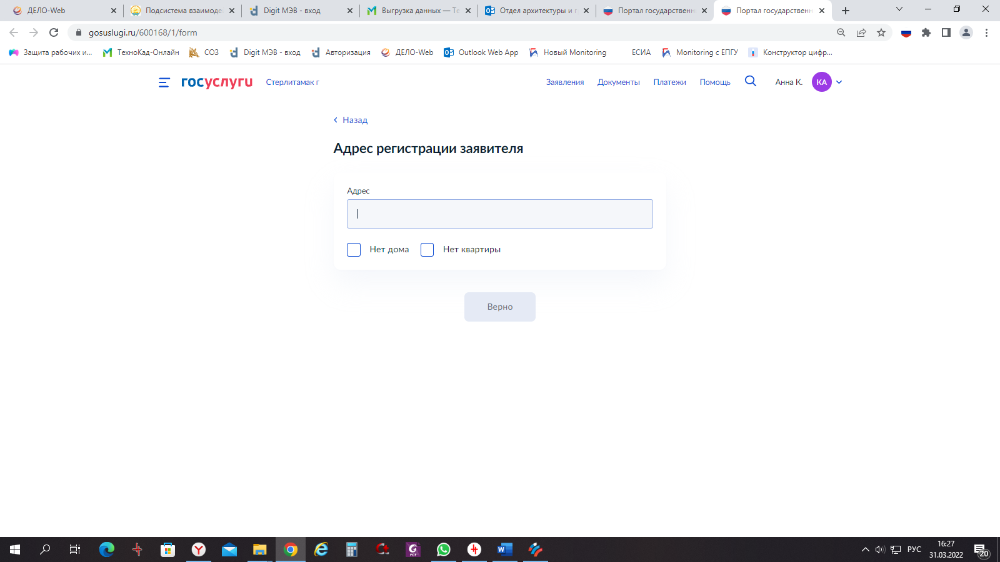 ДЕЛО-Web
Подсистема взаимоде
Digit МЭВ - вход
Выгрузка данных — Те
Отдел архитектуры и г
Портал государственн
Портал государственн
gosuslugi.ru/600168/1/form
Защита рабочих и...
ТехноКад-Онлайн
СОЗ
Digit МЭВ - вход
Авторизация
ДЕЛО-Web
Outlook Web App
Новый Monitoring
ЕСИА
Monitoring с ЕПГУ
Конструктор цифр...
госуслуги
Стерлитамак г
Заявления
Документы
Платежи
Помощь
Анна К.
КА
Назад
Адрес регистрации заявителя
Адрес
Нет дома
Нет квартиры
Верно
РУС
16:27
31.03.2022
20